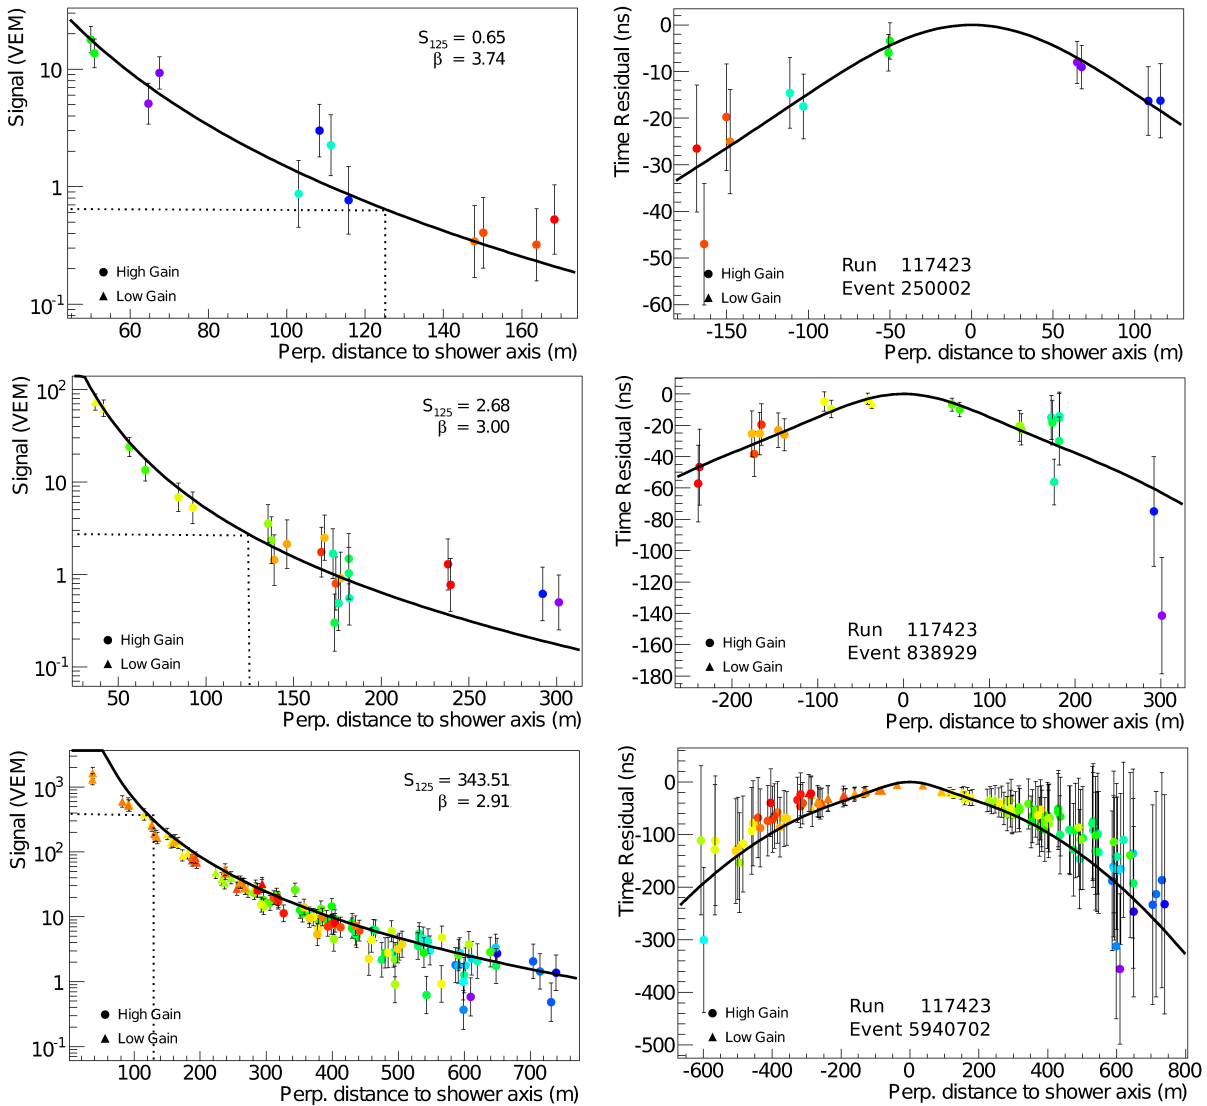 Signal (VEM)
10
1
10-1
S125 = 0.65
β = 3.74
High Gain
Low Gain
60 80 100 120 140 160
Perp. distance to shower axis (m)
Time Residual (ns)
0
-10
-20
-30
-40
-50
-60
High Gain
Low Gain
Run 117423
Event 250002
-150 -100 -50 0 50 100
Perp. distance to shower axis (m)
Signal (VEM)
10^2
10
1
10-1
S125 = 2.68
β = 3.00
High Gain
Low Gain
50 100 150 200 250 300
Perp. distance to shower axis (m)
Time Residual (ns)
0
-20
-40
-60
-80
-100
-120
-140
-160
-180
High Gain
Low Gain
Run 117423
Event 838929
-200 -100 0 100 200 300
Perp. distance to shower axis (m)
Signal (VEM)
10^3
10^2
10
1
10-1
S125 = 343.51
β = 2.91
High Gain
Low Gain
100 200 300 400 500 600 700
Perp. distance to shower axis (m)
Time Residual (ns)
0
-100
-200
-300
-400
-500
High Gain
Low Gain
Run 117423
Event 5940702
-600 -400 -200 0 200 400 600 800
Perp. distance to shower axis (m)